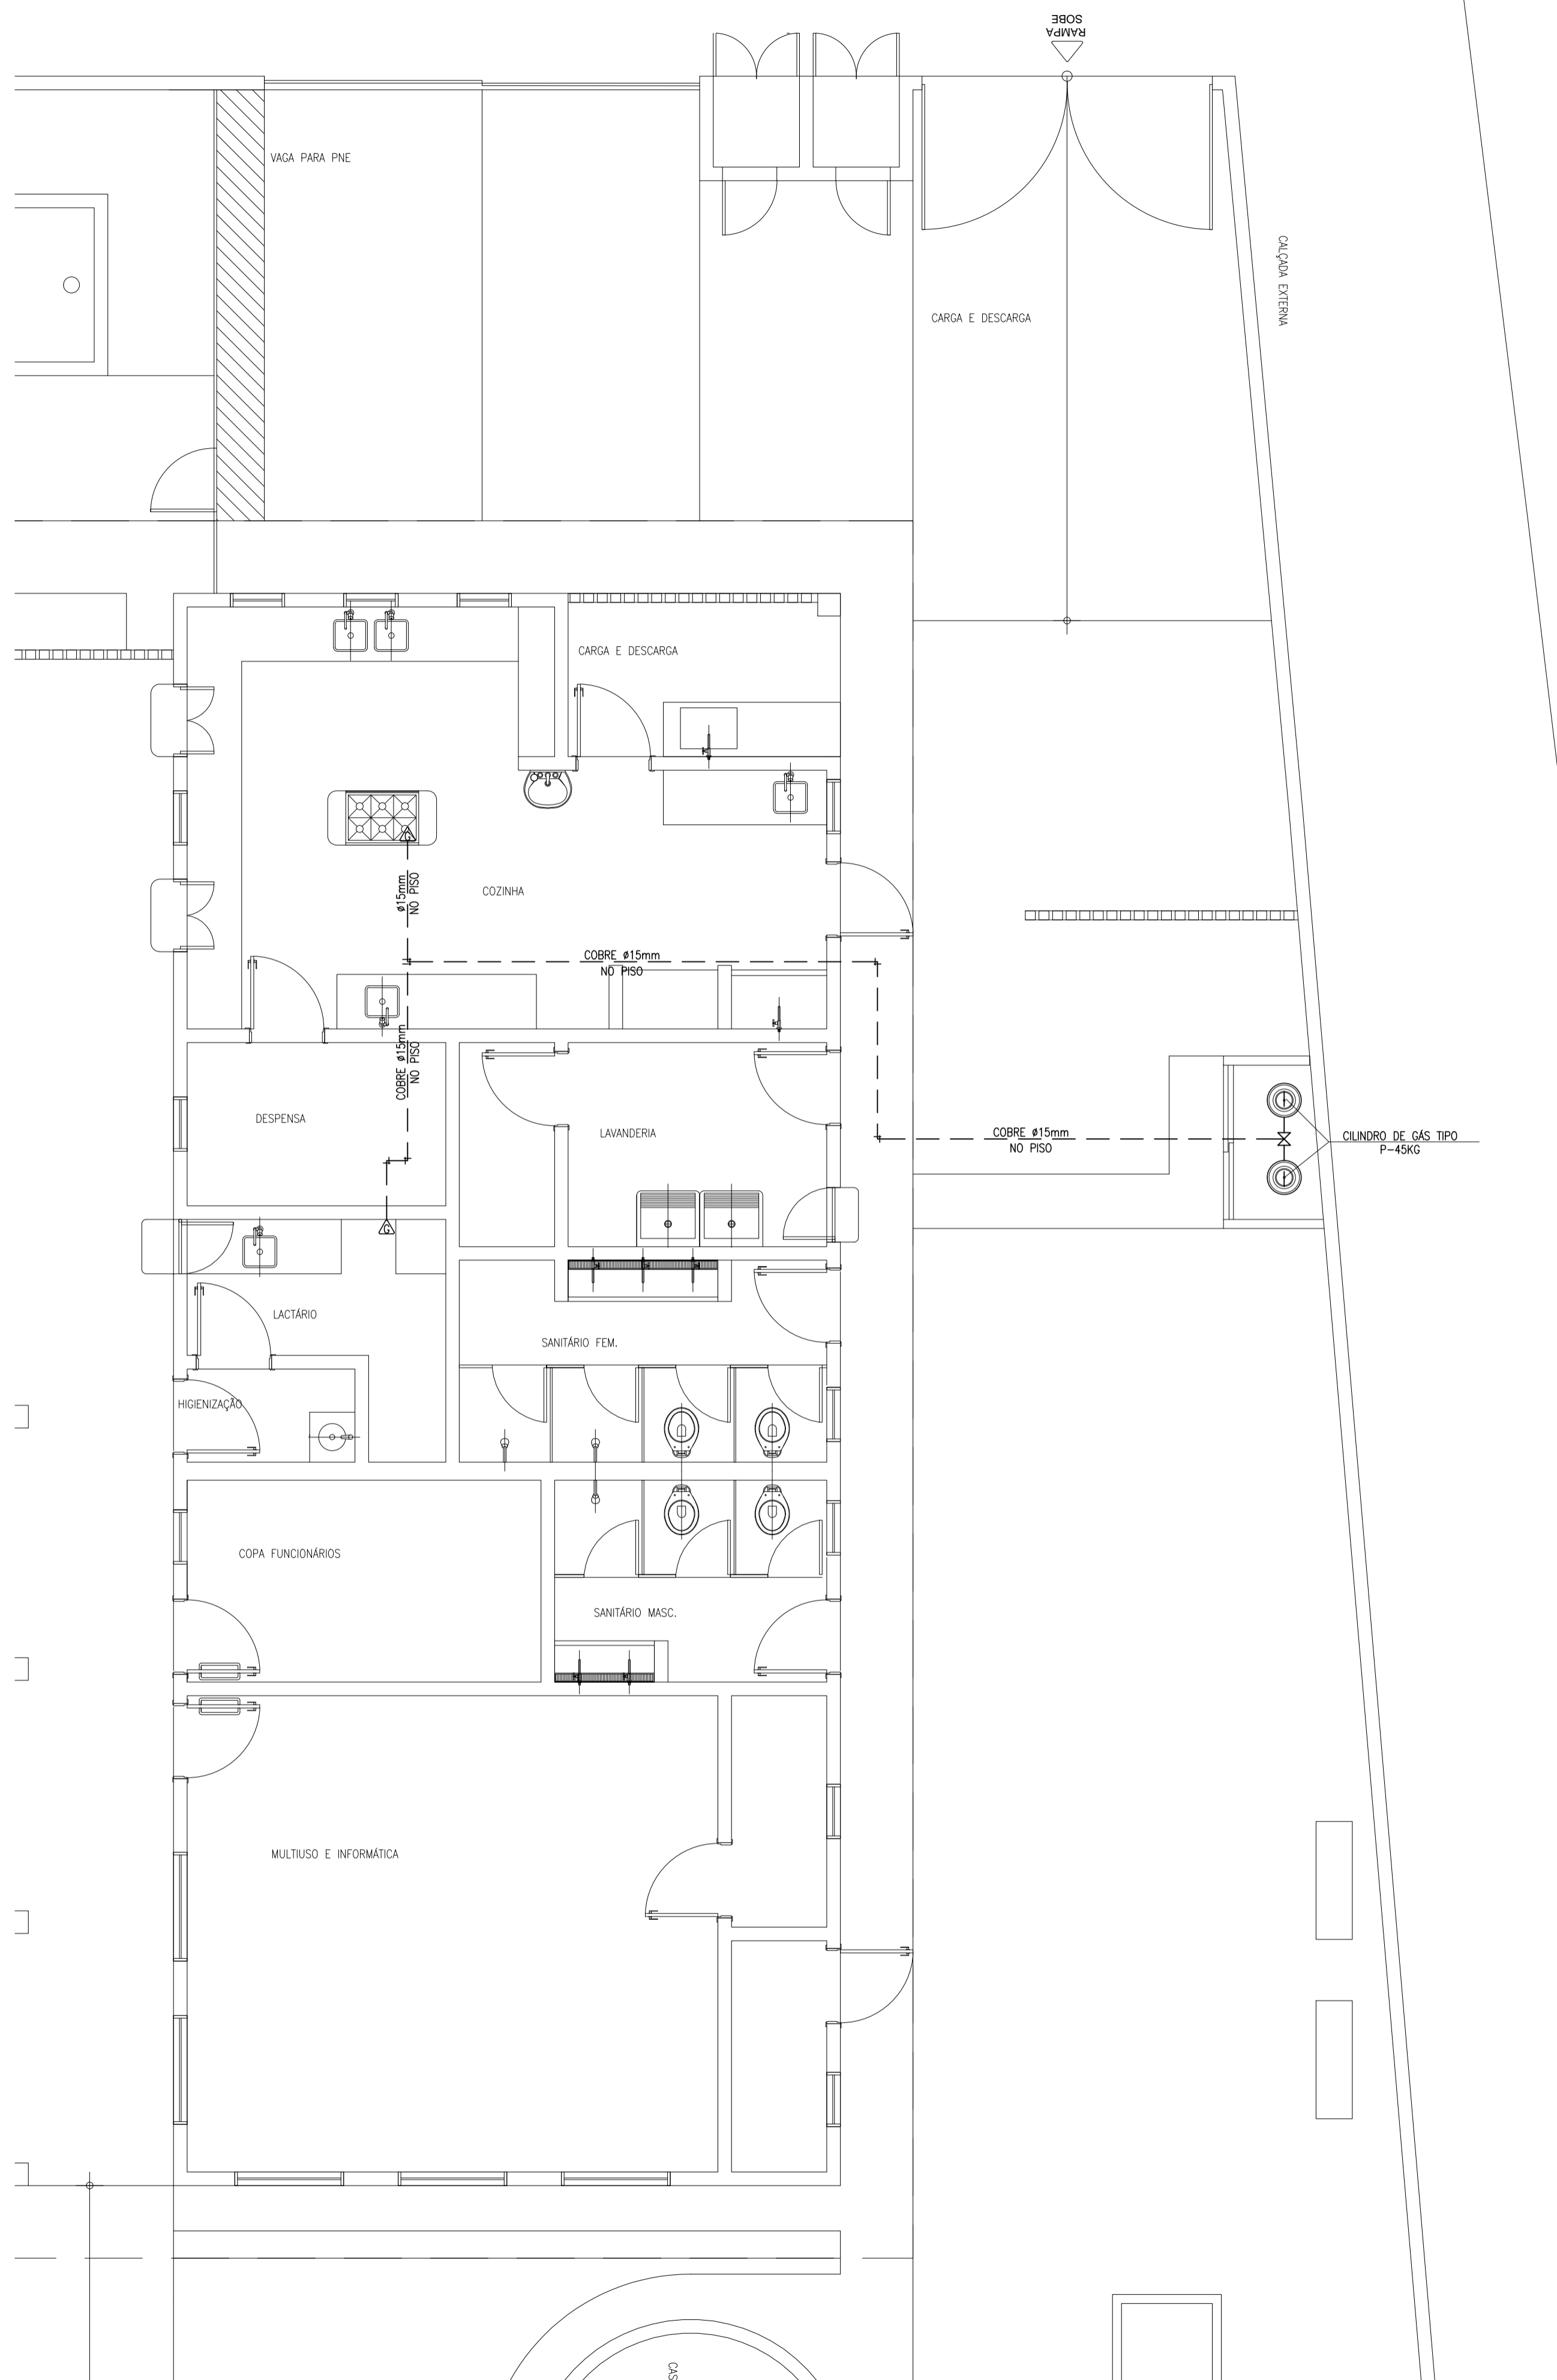 RAMPA
SOBE
VAGA PARA PNE
CALÇADA EXTERNA
CARGA E DESCARGA
CARGA E DESCARGA
COZINHA
ø15mm
NO PISO
G
COBRE ø15mm
NO PISO
COBRE ø15mm
NO PISO
G
DESPENSA
LAVANDERIA
COBRE ø15mm
NO PISO
CILINDRO DE GÁS TIPO
P-45KG
LACTÁRIO
SANITÁRIO FEM.
HIGIENIZAÇÃO
COPA FUNCIONÁRIOS
SANITÁRIO MASC.
MULTIUSO E INFORMÁTICA